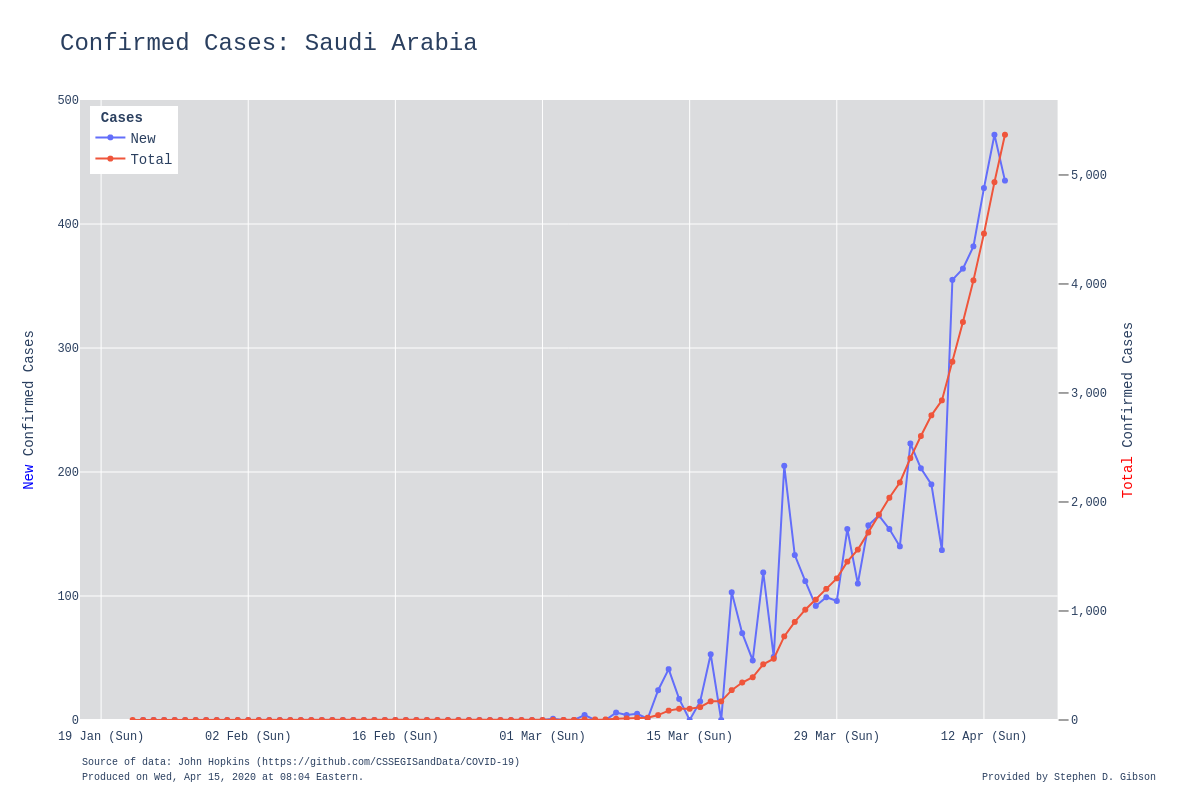 Confirmed Cases: Saudi Arabia
Cases
New
Total
500
400
300
200
100
0
5,000
4,000
3,000
2,000
1,000
0
New Confirmed Cases
Total Confirmed Cases
19 Jan (Sun) 02 Feb (Sun) 16 Feb (Sun) 01 Mar (Sun) 15 Mar (Sun) 29 Mar (Sun) 12 Apr (Sun)
Source of data: John Hopkins (https://github.com/CSSEGISandData/COVID-19)
Produced on Wed, Apr 15, 2020 at 08:04 Eastern.
Provided by Stephen D. Gibson